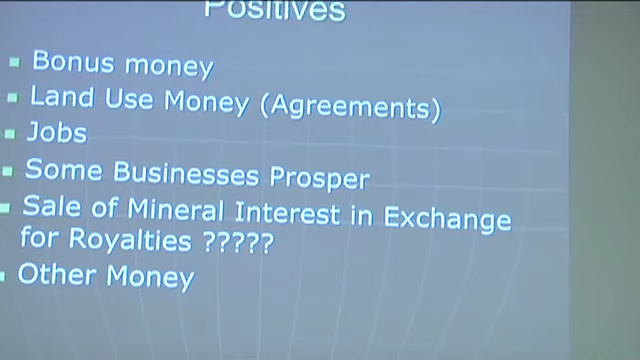 Positives
Bonus money
Land Use Money (Agreements)
Jobs
Some Businesses Prosper
Sale of Mineral Interest in Exchange
for Royalties ?????
Other Money